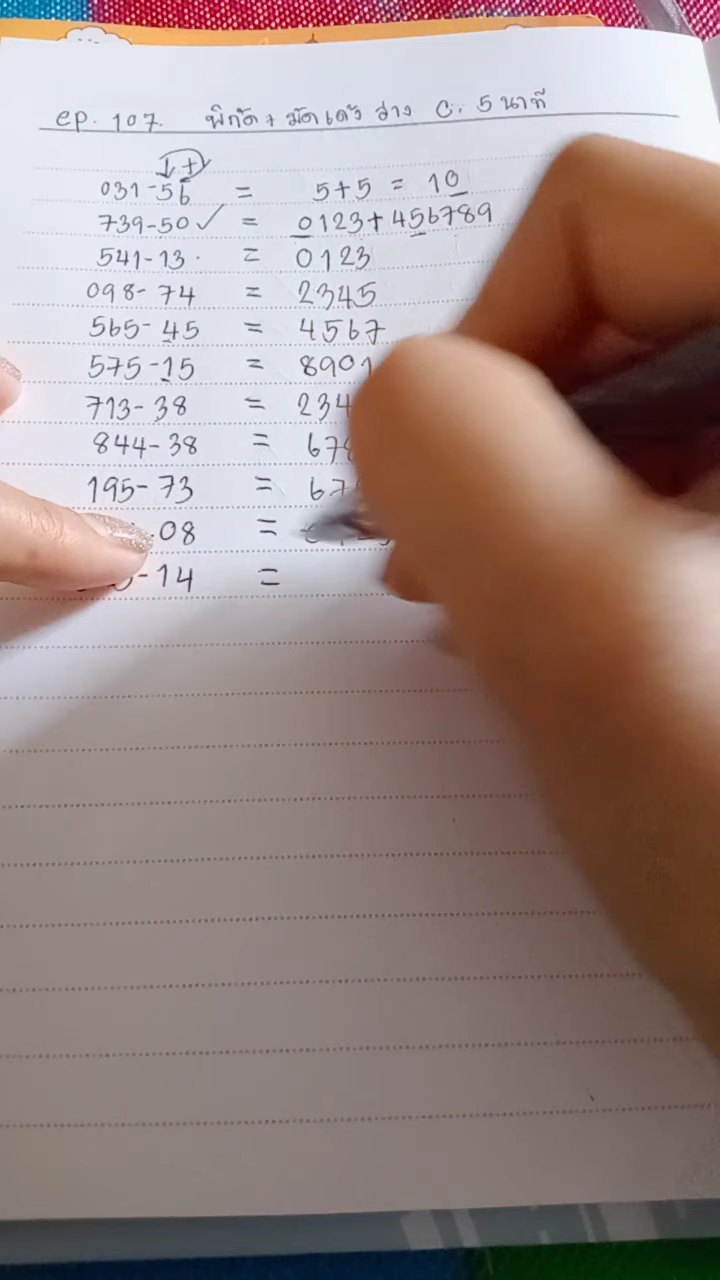 ep. 107. พิกัด + มัดเด้ง ล่าง C. 5 นาที
↓ +
031-56 = 5+5 = 10
739-50 ✓ = 0123+456789
541-13. = 0123
098-74 = 2345
565-45 = 4567
575-15 = 8901
713-38 = 234
844-38 = 67
195-73 = 67
08 =
-14 =